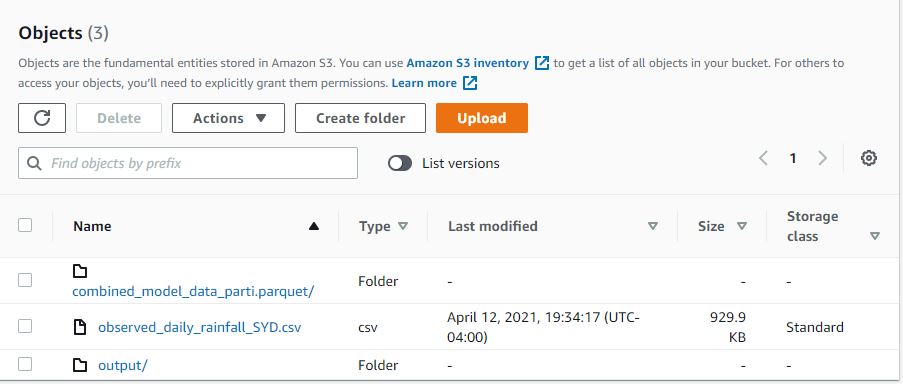 Objects (3)
Objects are the fundamental entities stored in Amazon S3. You can use Amazon S3 inventory to get a list of all objects in your bucket. For others to
access your objects, you'll need to explicitly grant them permissions. Learn more
Delete Actions Create folder Upload
Find objects by prefix List versions 1
Name Type Last modified Size Storage
class
combined_model_data_parti.parquet/ Folder - - -
observed_daily_rainfall_SYD.csv csv April 12, 2021, 19:34:17 (UTC- 929.9 Standard
04:00) KB
output/ Folder - - -